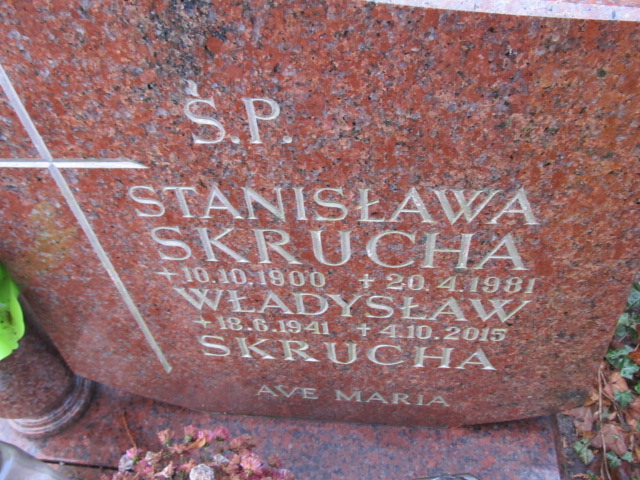 Ś.P.
STANISŁAWA
SKRUCHA
+10.10.1900 +20.4.1981
WŁADYSŁAW
+18.6.1941 +4.10.2015
SKRUCHA
AVE MARIA